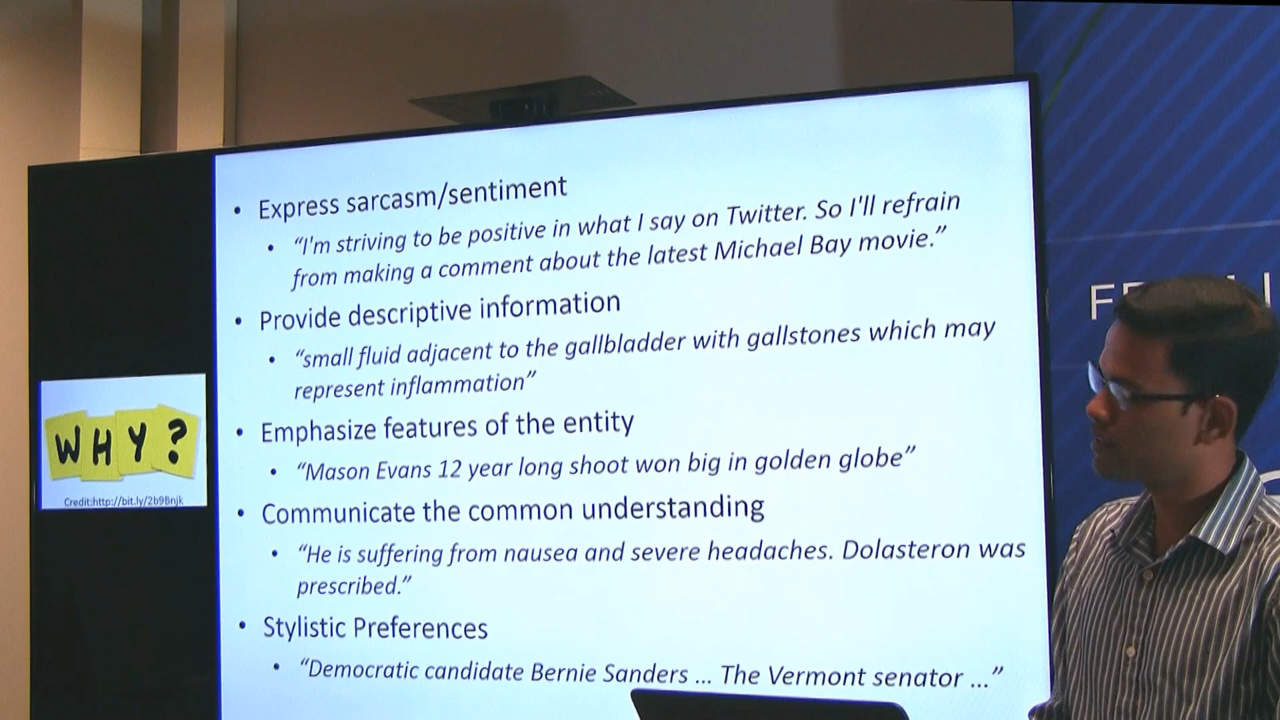 • Express sarcasm/sentiment
• “I'm striving to be positive in what I say on Twitter. So I'll refrain
from making a comment about the latest Michael Bay movie.”
• Provide descriptive information
• “small fluid adjacent to the gallbladder with gallstones which may
represent inflammation”
• Emphasize features of the entity
• “Mason Evans 12 year long shoot won big in golden globe”
• Communicate the common understanding
• “He is suffering from nausea and severe headaches. Dolasteron was
prescribed.”
• Stylistic Preferences
• “Democratic candidate Bernie Sanders ... The Vermont senator ...”
WHY?
Credit:http://bit.ly/2b9Bnjk